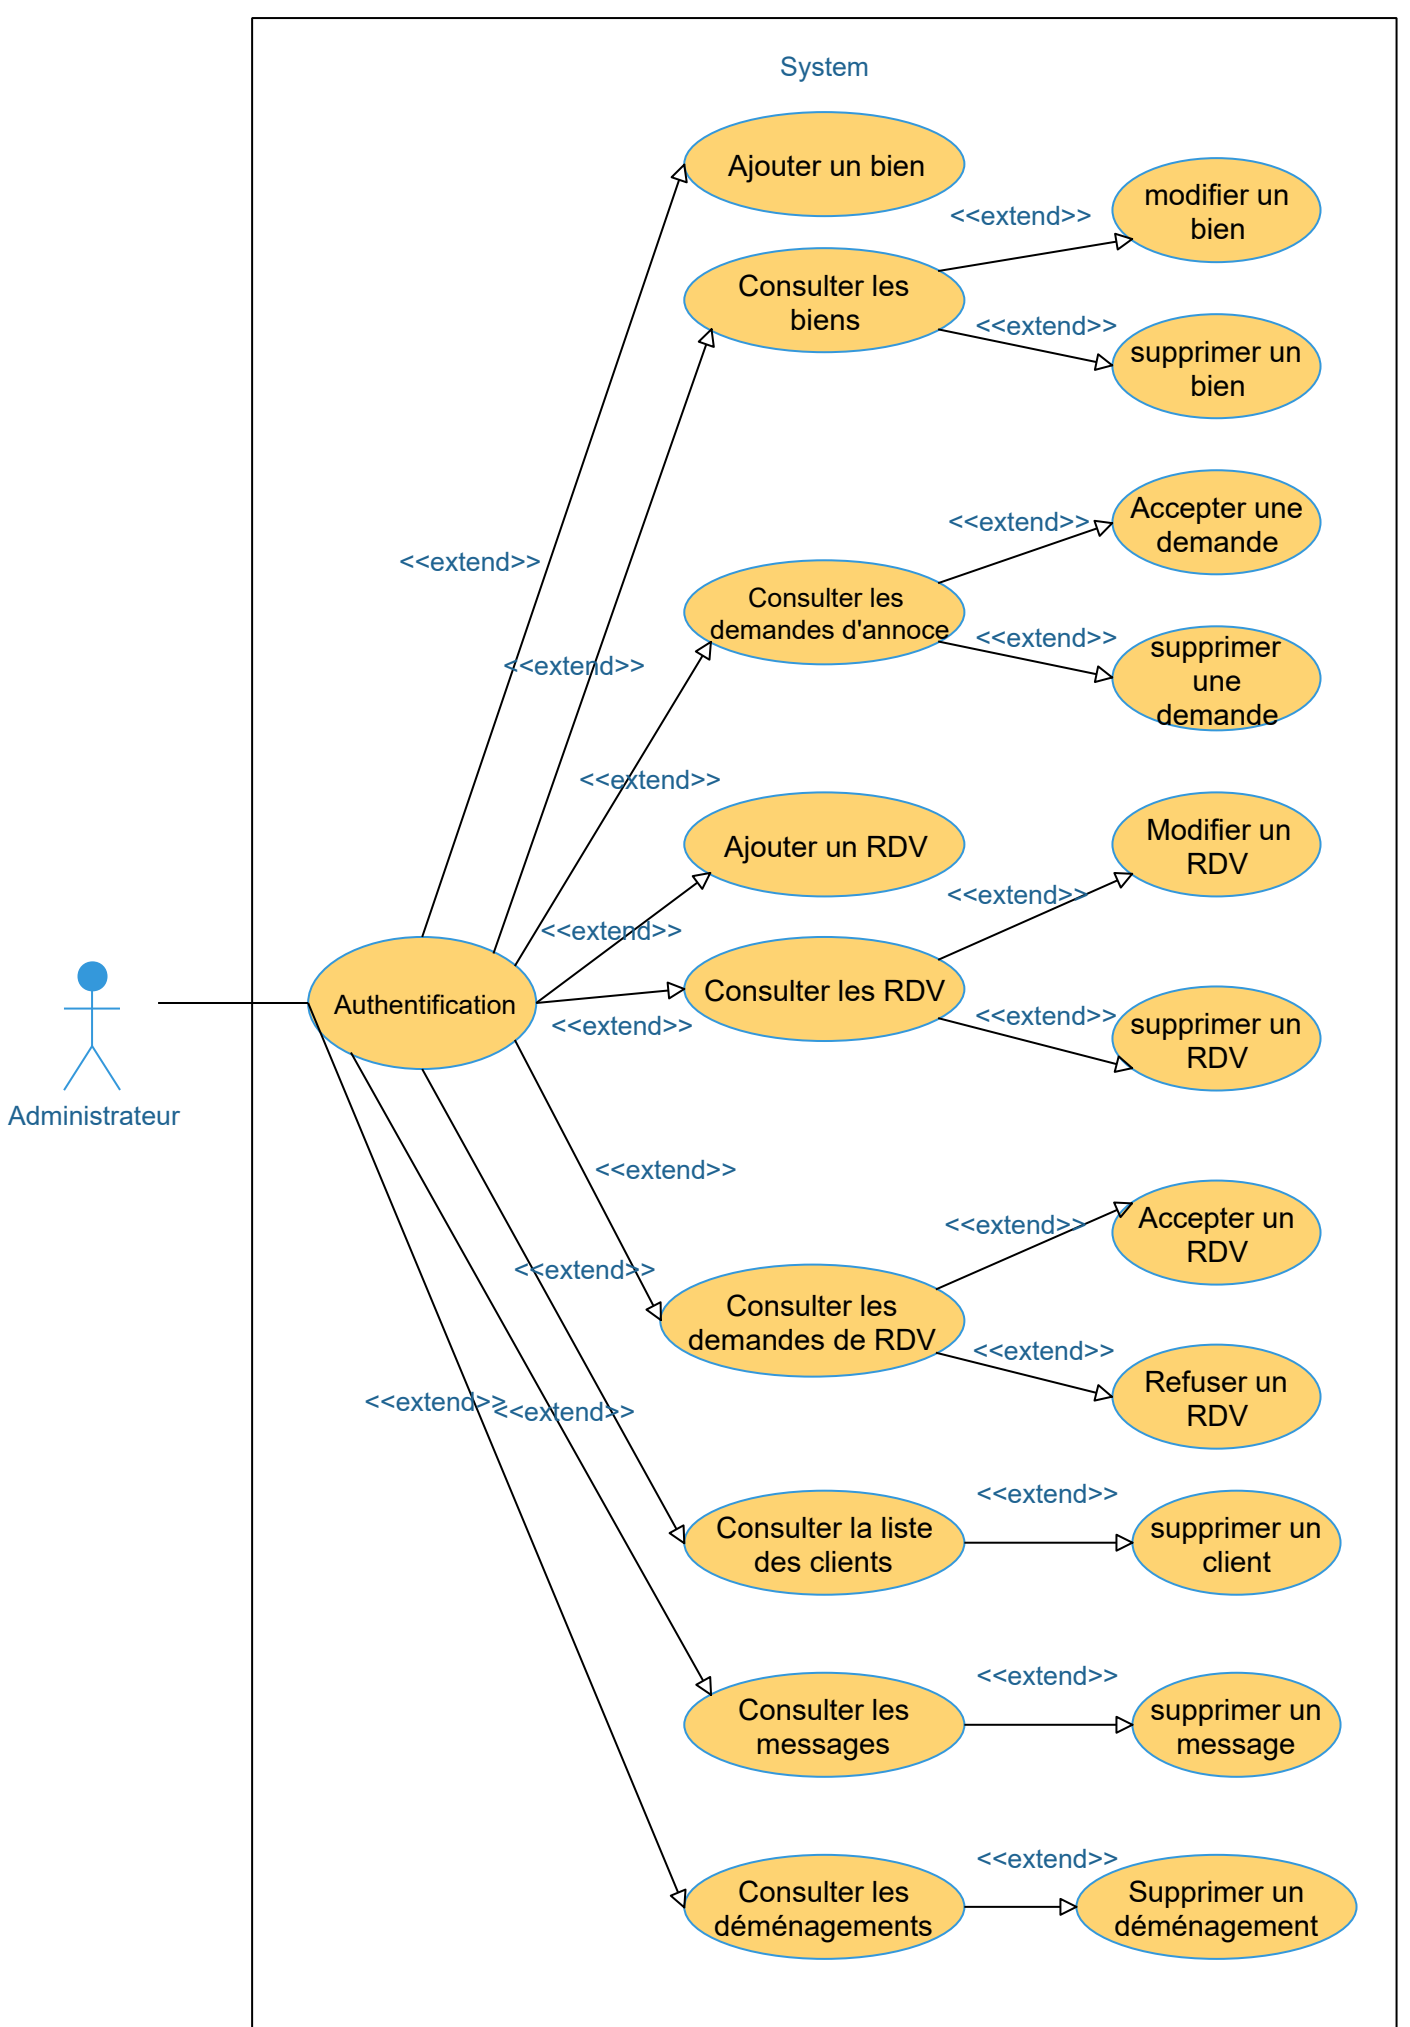 System
Ajouter un bien
<<extend>>
modifier un
bien
Consulter les
biens
<<extend>>
supprimer un
bien
<<extend>>
Accepter une
demande
<<extend>>
Consulter les
demandes d'annoce
<<extend>>
supprimer
une
demande
<<extend>>
<<extend>>
Ajouter un RDV
Modifier un
RDV
<<extend>>
<<extend>>
Authentification
Consulter les RDV
<<extend>>
<<extend>>
supprimer un
RDV
Administrateur
<<extend>>
<<extend>>
Accepter un
RDV
<<extend>>
Consulter les
demandes de RDV
<<extend>>
Refuser un
RDV
<<extend>>
<<extend>>
<<extend>>
Consulter la liste
des clients
supprimer un
client
<<extend>>
Consulter les
messages
supprimer un
message
<<extend>>
Consulter les
déménagements
Supprimer un
déménagement